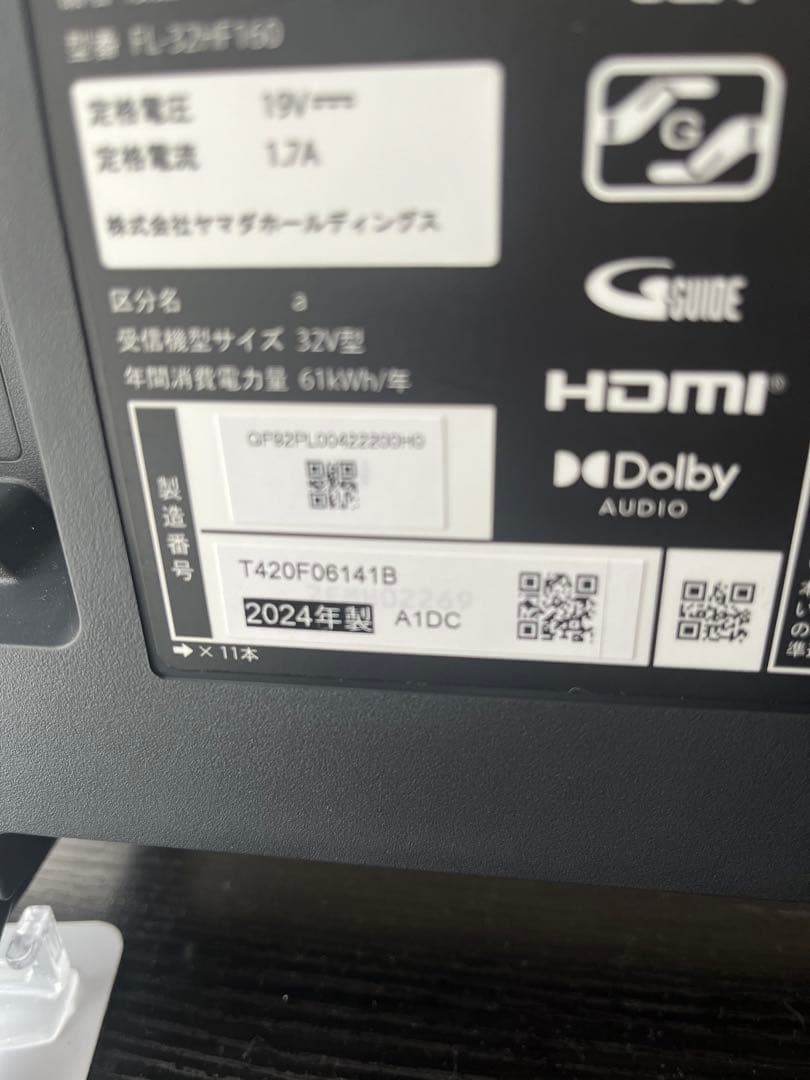 型番 FL-32HF160
定格電圧 19V
定格電流 1.7A
株式会社ヤマダホールディングス
区分名 a
受信機型サイズ 32V型
年間消費電力量 61kWh/年
G
G GUIDE
HDMI®
Dolby
AUDIO
製造番号
T420F06141B
2024年製 A1DC
➡ × 11本